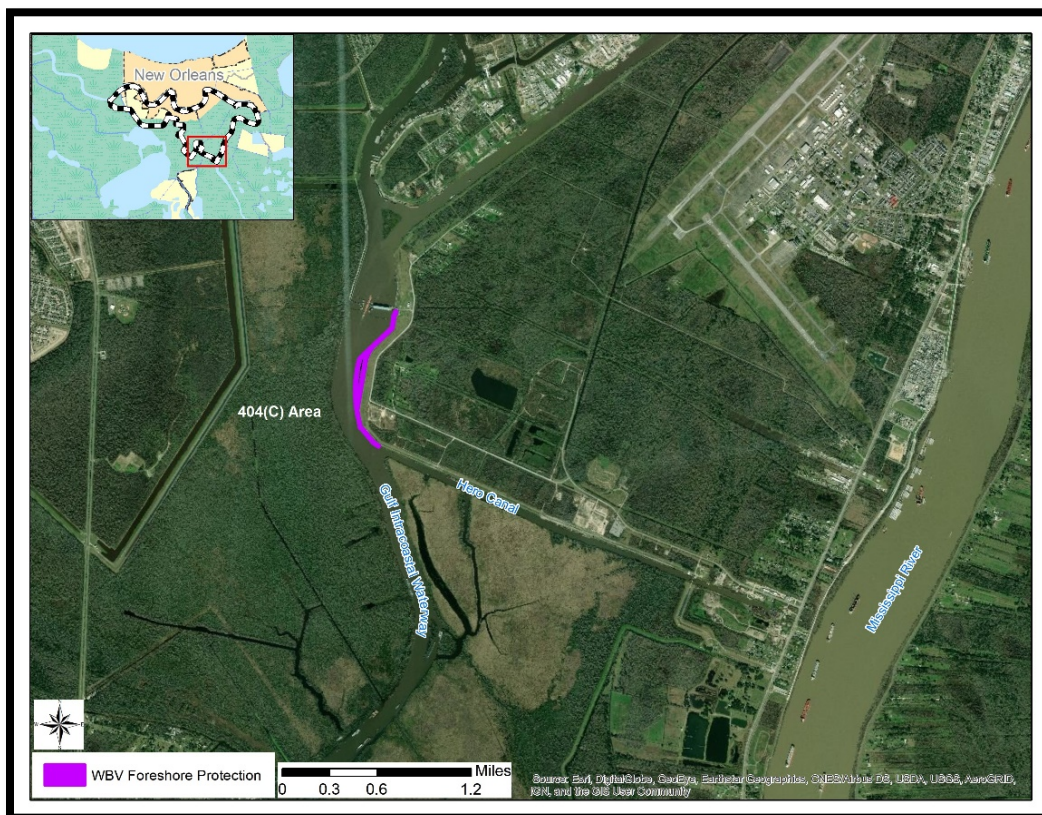 New Orleans
404(C) Area
Hero Canal
Gulf Intracoastal Waterway
Mississippi River
WBV Foreshore Protection
Miles
0 0.3 0.6 1.2
Source: Esri, DigitalGlobe, GeoEye, Earthstar Geographics, CNES/Airbus DS, USDA, USGS, AeroGRID,
IGN, and the GIS User Community